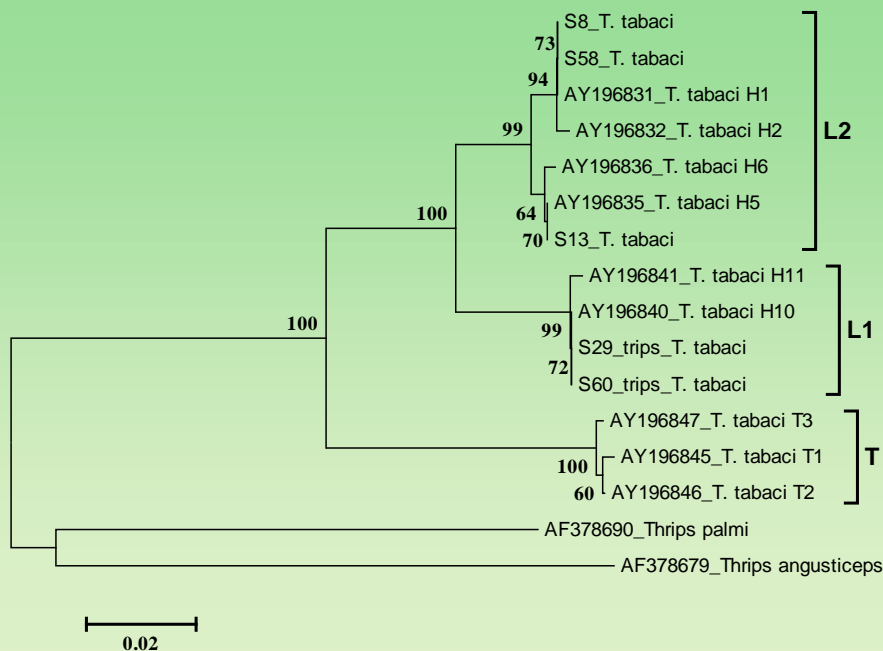 S8_T. tabaci
73
S58_T. tabaci
94
AY196831_T. tabaci H1
99
AY196832_T. tabaci H2
L2
AY196836_T. tabaci H6
64
AY196835_T. tabaci H5
100
70
S13_T. tabaci
AY196841_T. tabaci H11
AY196840_T. tabaci H10
100
99
L1
S29_trips_T. tabaci
72
S60_trips_T. tabaci
AY196847_T. tabaci T3
100
AY196845_T. tabaci T1
T
60
AY196846_T. tabaci T2
AF378690_Thrips palmi
AF378679_Thrips angusticeps
0.02